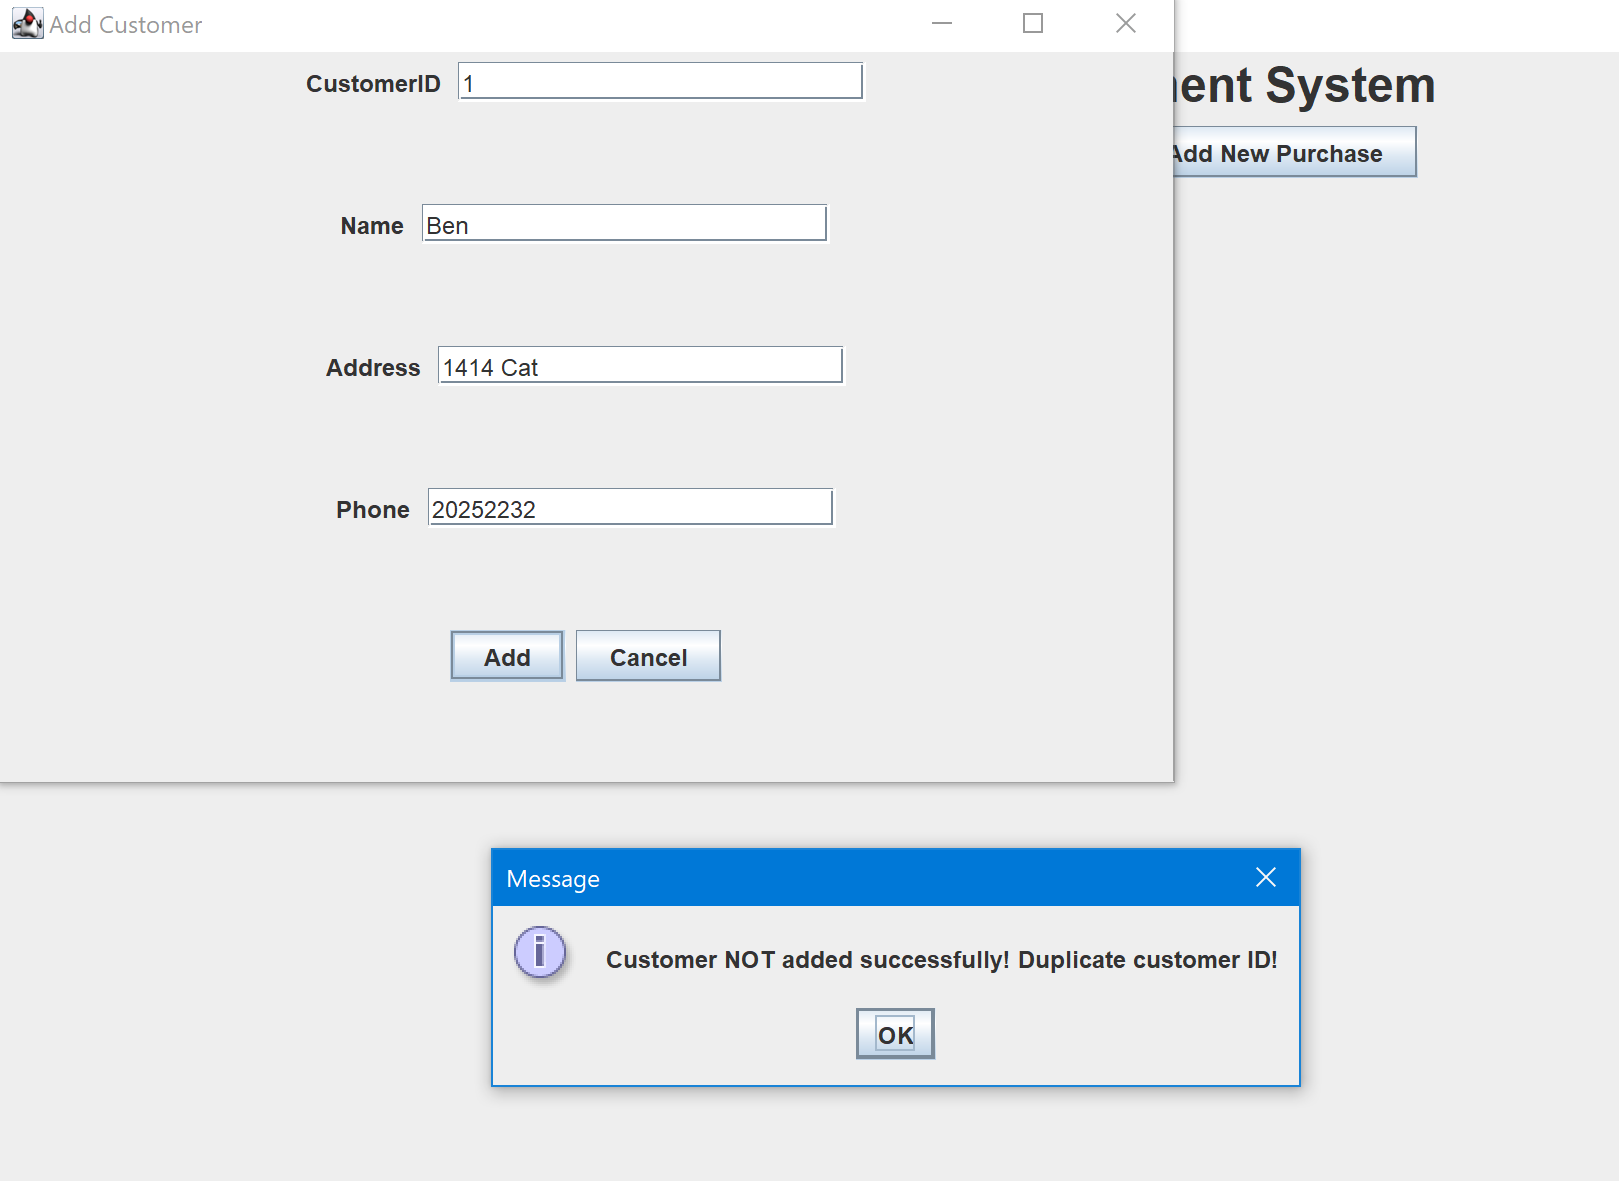 Add Customer
CustomerID 1
ent System
Add New Purchase
Name Ben
Address 1414 Cat
Phone 20252232
Add Cancel
Message
Customer NOT added successfully! Duplicate customer ID!
OK